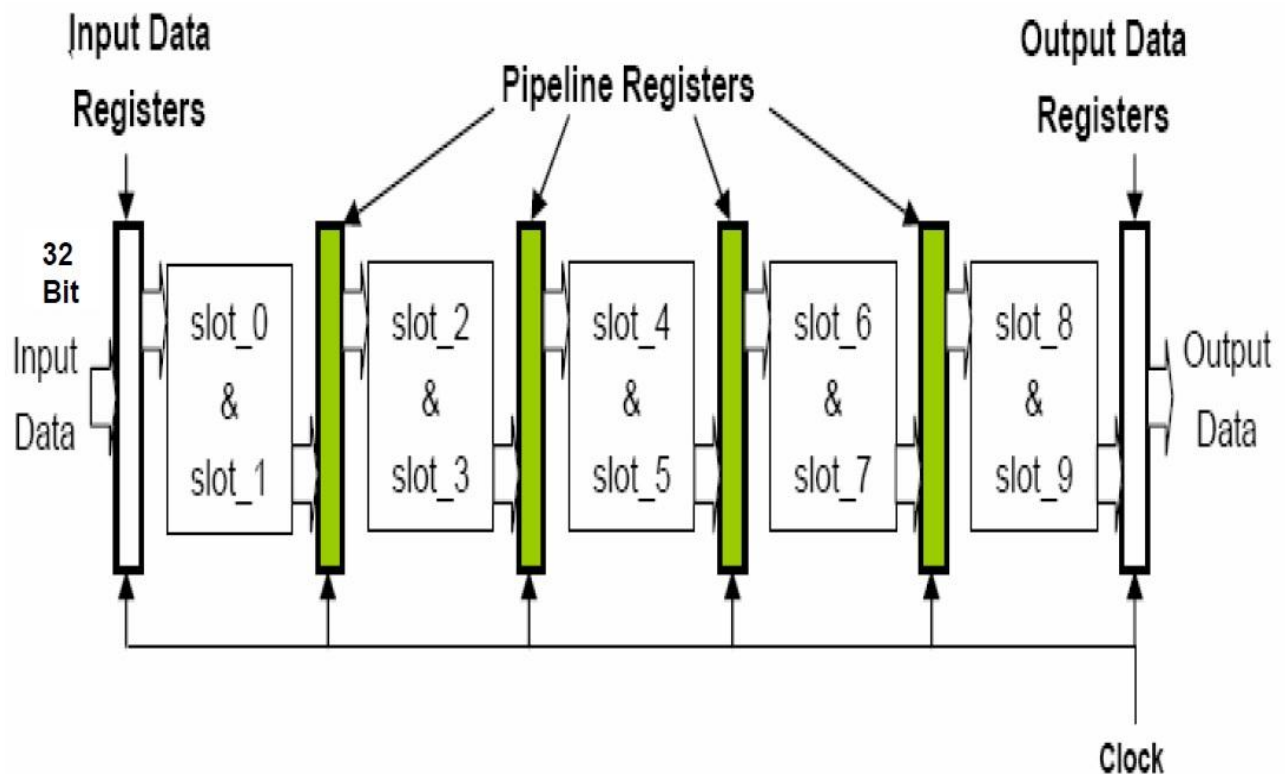 Input Data
Registers
Pipeline Registers
Output Data
Registers
32
Bit
Input
Data
slot_0
&
slot_1
slot_2
&
slot_3
slot_4
&
slot_5
slot_6
&
slot_7
slot_8
&
slot_9
Output
Data
Clock